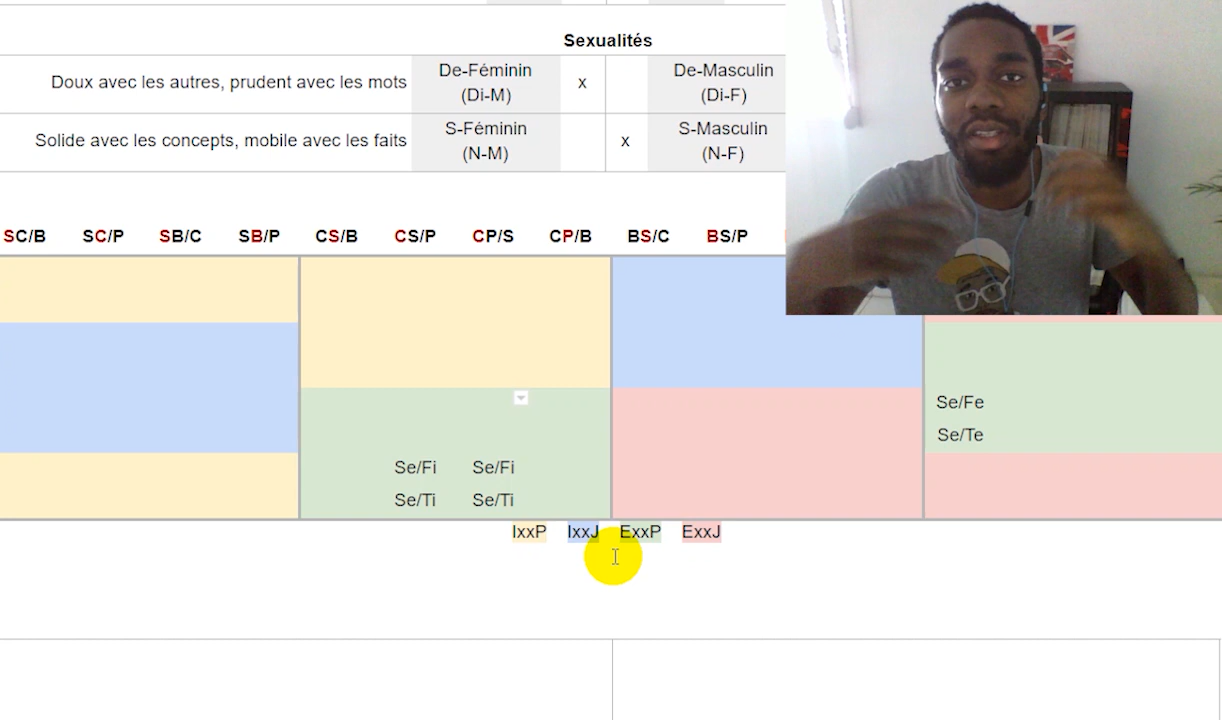 Sexualités
Doux avec les autres, prudent avec les mots De-Féminin x De-Masculin
(Di-M) (Di-F)
Solide avec les concepts, mobile avec les faits S-Féminin x S-Masculin
(N-M) (N-F)
SC/B SC/P SB/C SB/P CS/B CS/P CP/S CP/B BS/C BS/P
Se/Fe
Se/Te
Se/Fi Se/Fi
Se/Ti Se/Ti
IxxP IxxJ ExxP ExxJ